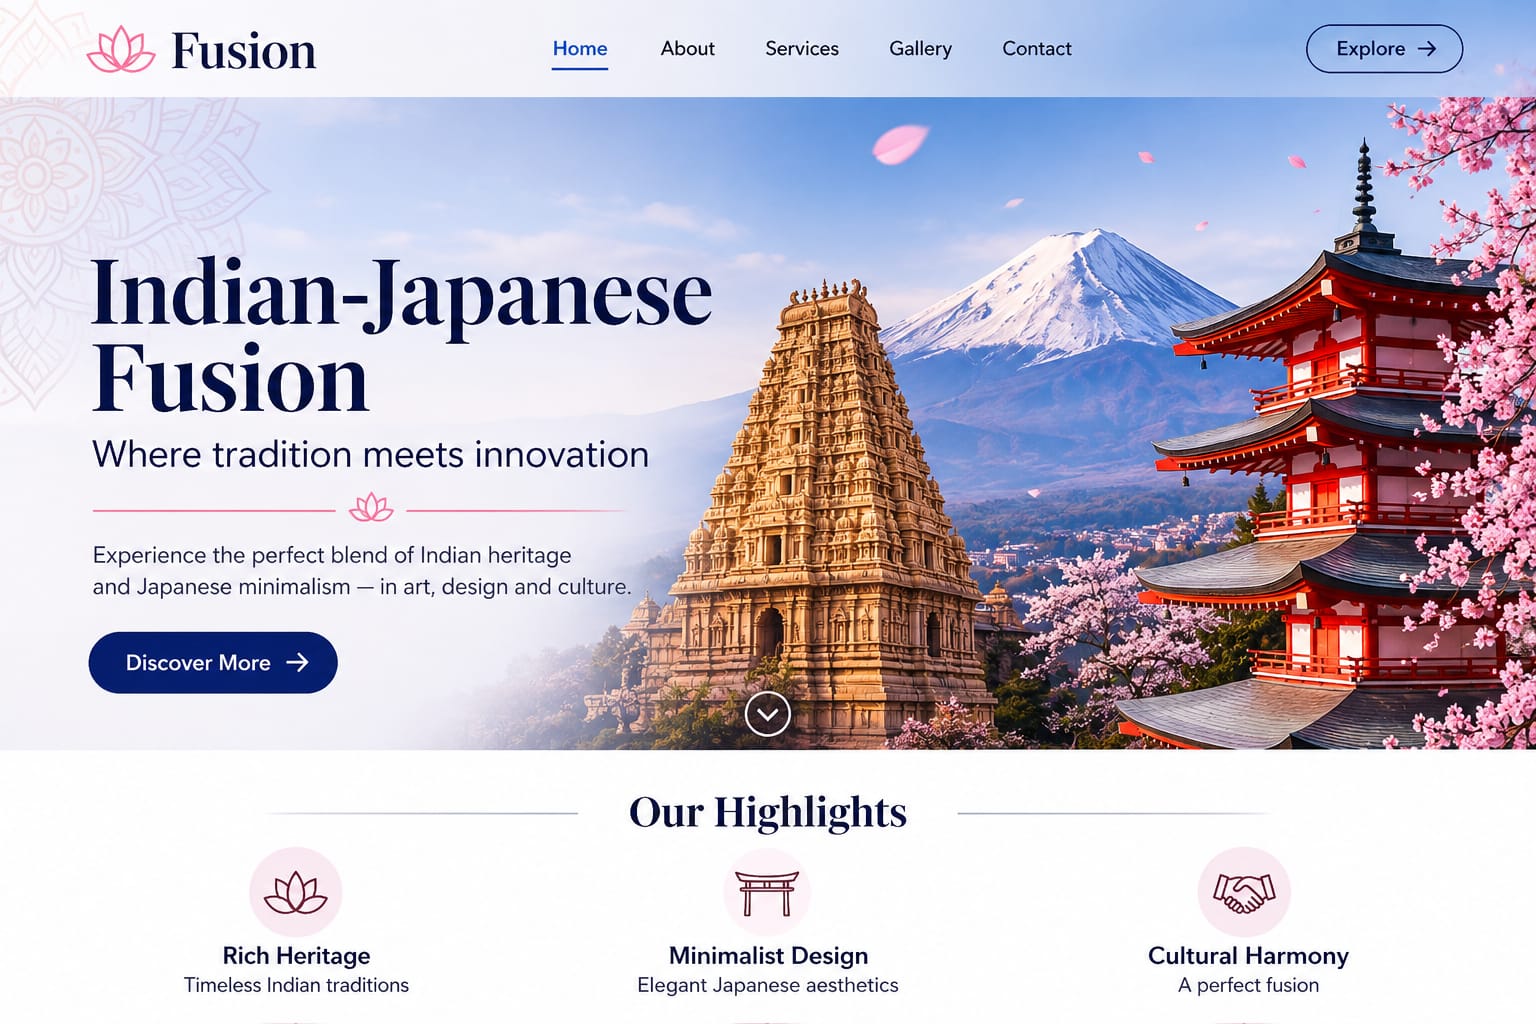 Fusion
Home
About
Services
Gallery
Contact
Explore →
Indian-Japanese
Fusion
Where tradition meets innovation
Experience the perfect blend of Indian heritage
and Japanese minimalism — in art, design and culture.
Discover More →
Our Highlights
Rich Heritage
Timeless Indian traditions
Minimalist Design
Elegant Japanese aesthetics
Cultural Harmony
A perfect fusion